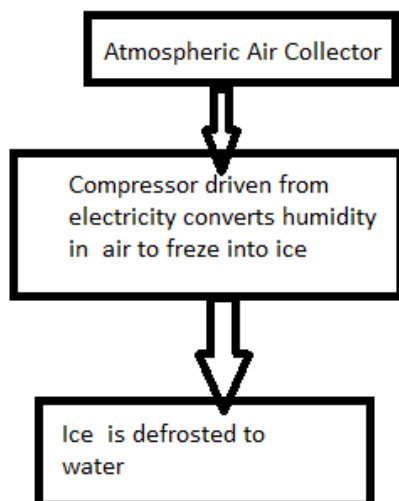 Atmospheric Air Collector
Compressor driven from
electricity converts humidity
in air to freze into ice
Ice is defrosted to
water